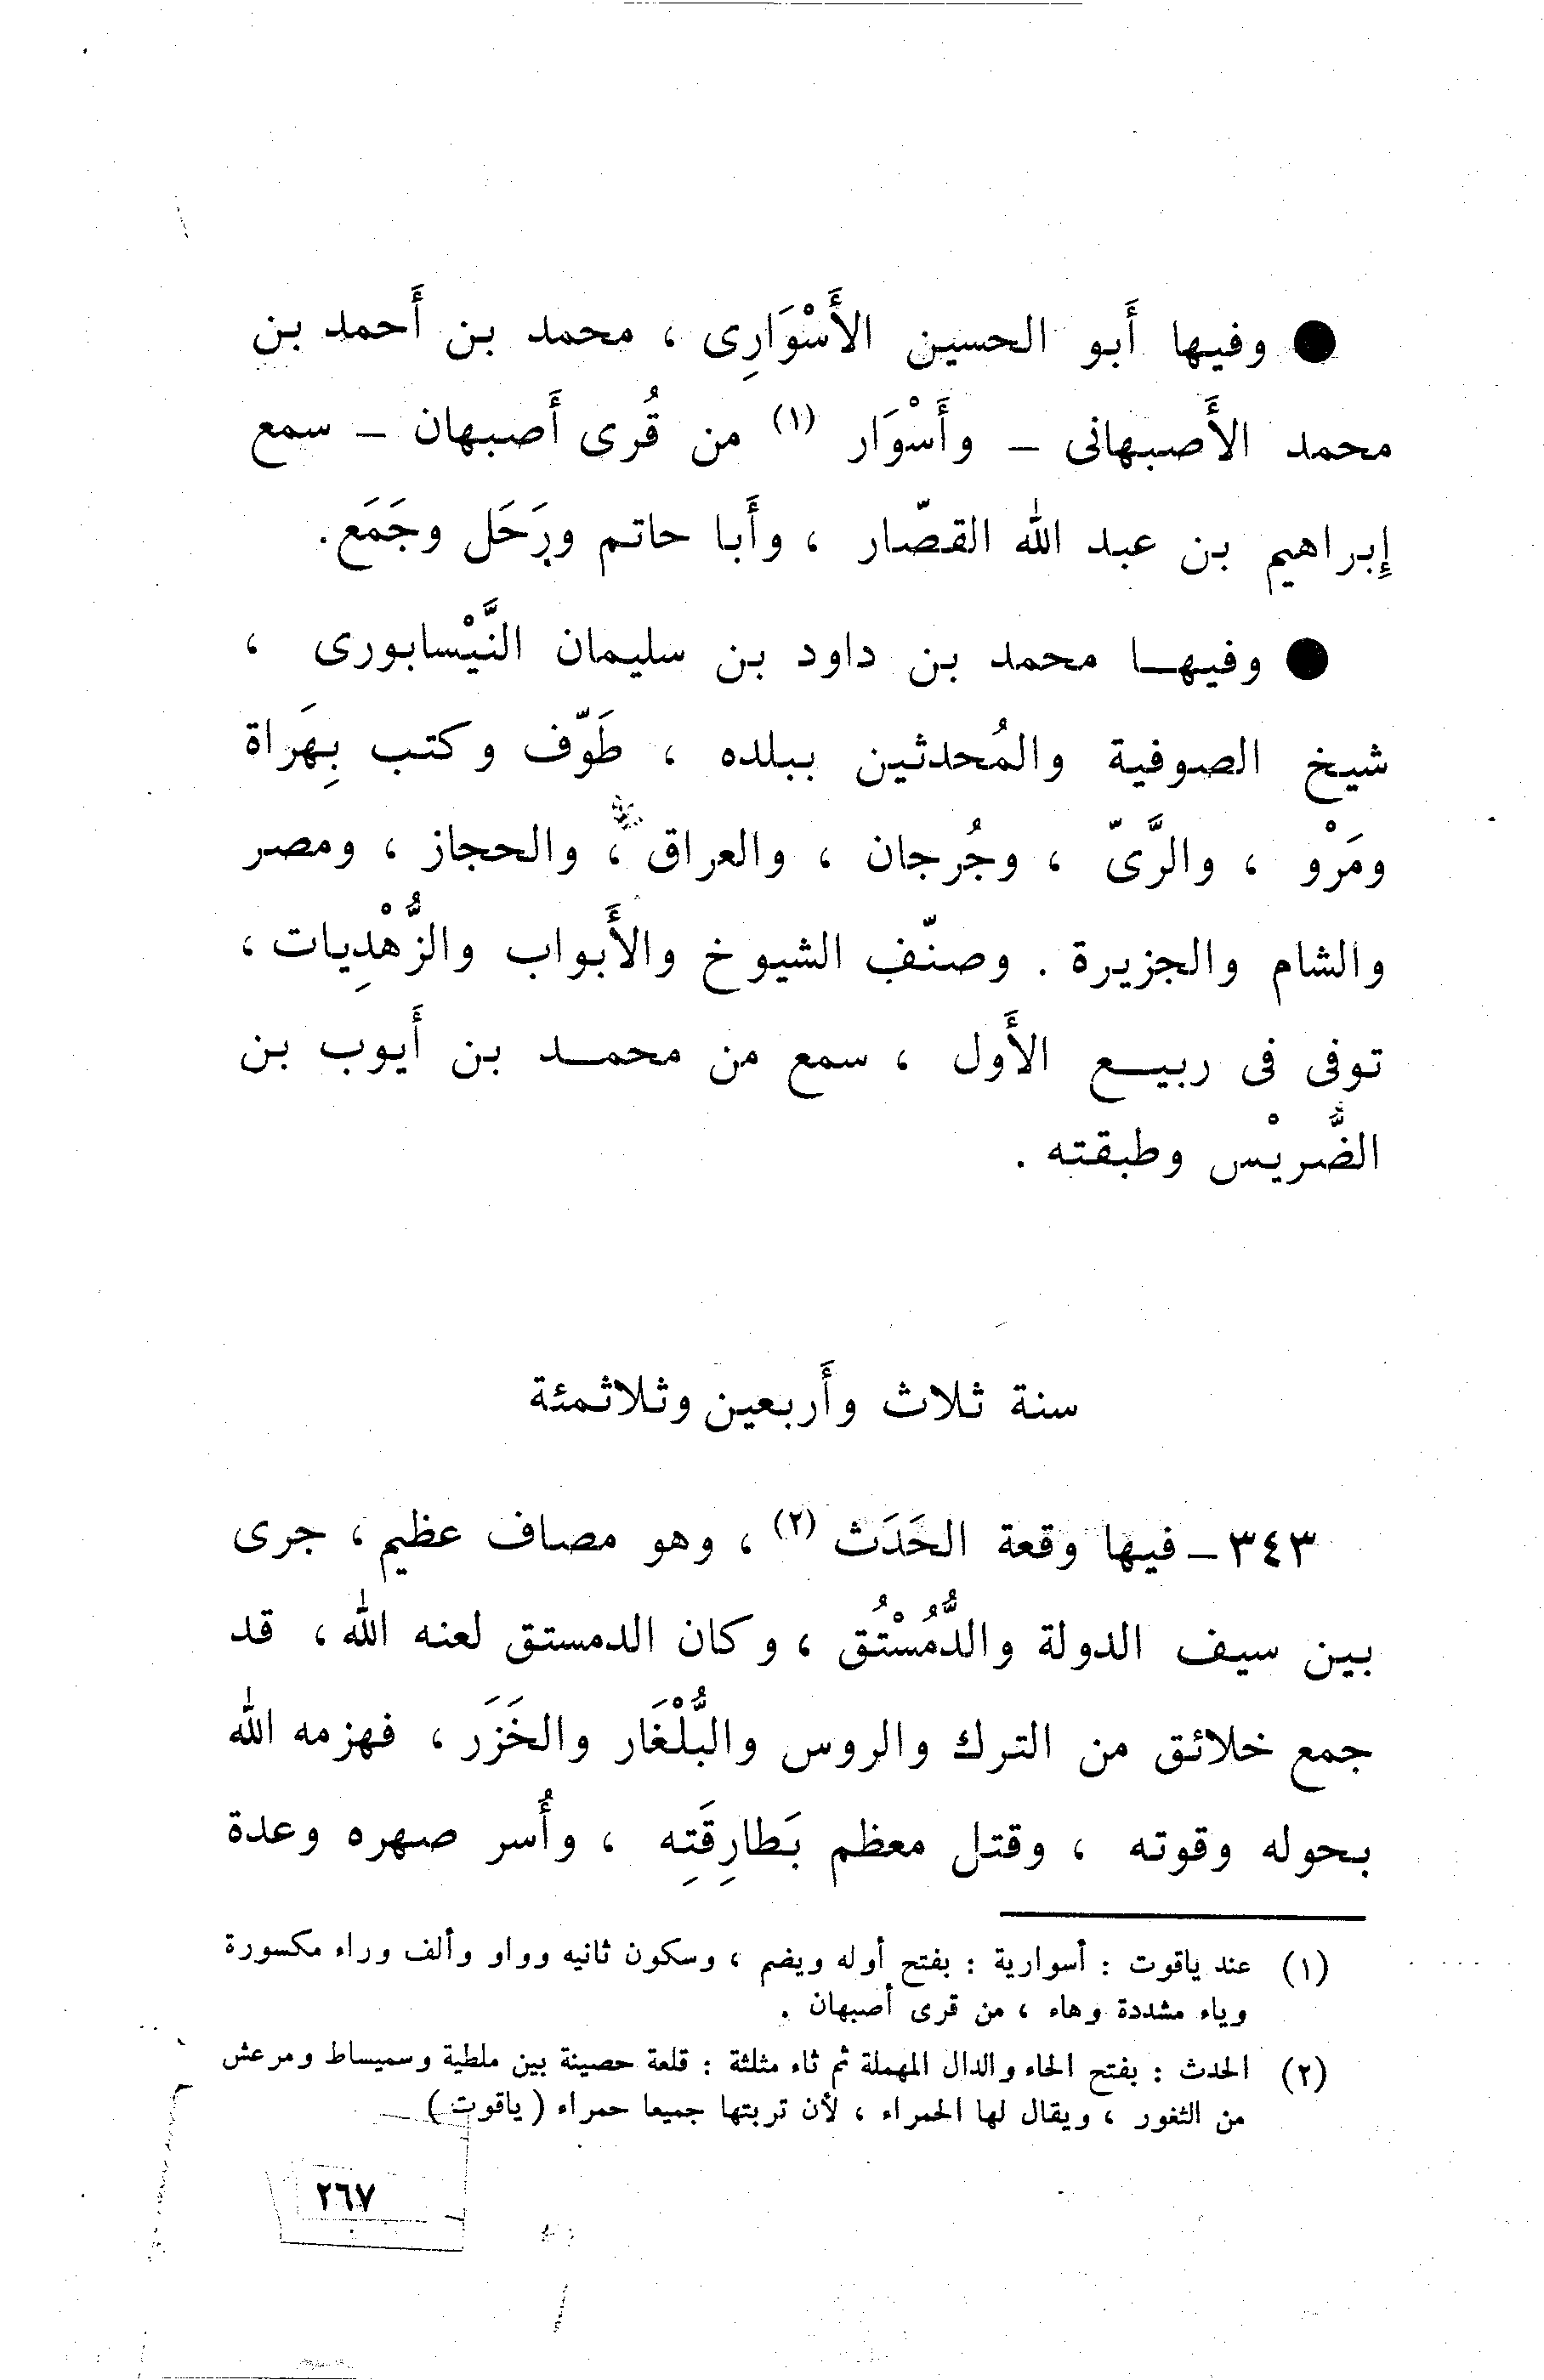 ● وفيها أَبو الحسين الأَسْوَارِى ، محمد بن أَحمد بن
محمد الأَصبهانى – وأَسْوَار (١) من قُرى أَصبهان – سمع
إِبراهيم بن عبد الله القصّار ، وأَبا حاتم ورَحَل وجَمَع.
● وفيهـا محمد بن داود بن سليمان النَّيْسابورى ،
شيخ الصوفية والمُحدثين ببلده ، طَوّف وكتب بِهَراة
ومَرْو ، والرَّىّ ، وجُرجان ، والعراق ، والحجاز ، ومصر
والشام والجزيرة . وصنّف الشيوخ والأَبواب والزُّهْدِيات ،
توفى فى ربيـع الأَول ، سمع من محمـد بن أَيوب بن
الضُّريْس وطبقته .
سنة ثلاث وأَربعين وثلاثمئة
٣٤٣ – فيها وقعة الحَدَث (٢) ، وهو مصاف عظيم ، جرى
بين سيف الدولة والدُّمُسْتُق ، وكان الدمستق لعنه الله ، قد
جمع خلائق من الترك والروس والبُّلْغَار والخَزَر ، فهزمه الله
بحوله وقوته ، وقتل معظم بَطارِقَتِه ، وأُسر صهره وعدة
(١) عند ياقوت : أسوارية : بفتح أوله ويضم ، وسكون ثانيه وواو وألف وراء مكسورة
وياء مشددة وهاء ، من قرى أصبهان .
(٢) الحدث : بفتح الحاء والدال المهملة ثم ثاء مثلثة : قلعة حصينة بين ملطية وسميساط ومرعش
من الثغور ، ويقال لها الحمراء ، لأن تربتها جميعا حمراء ( ياقوت )
٢٦٧